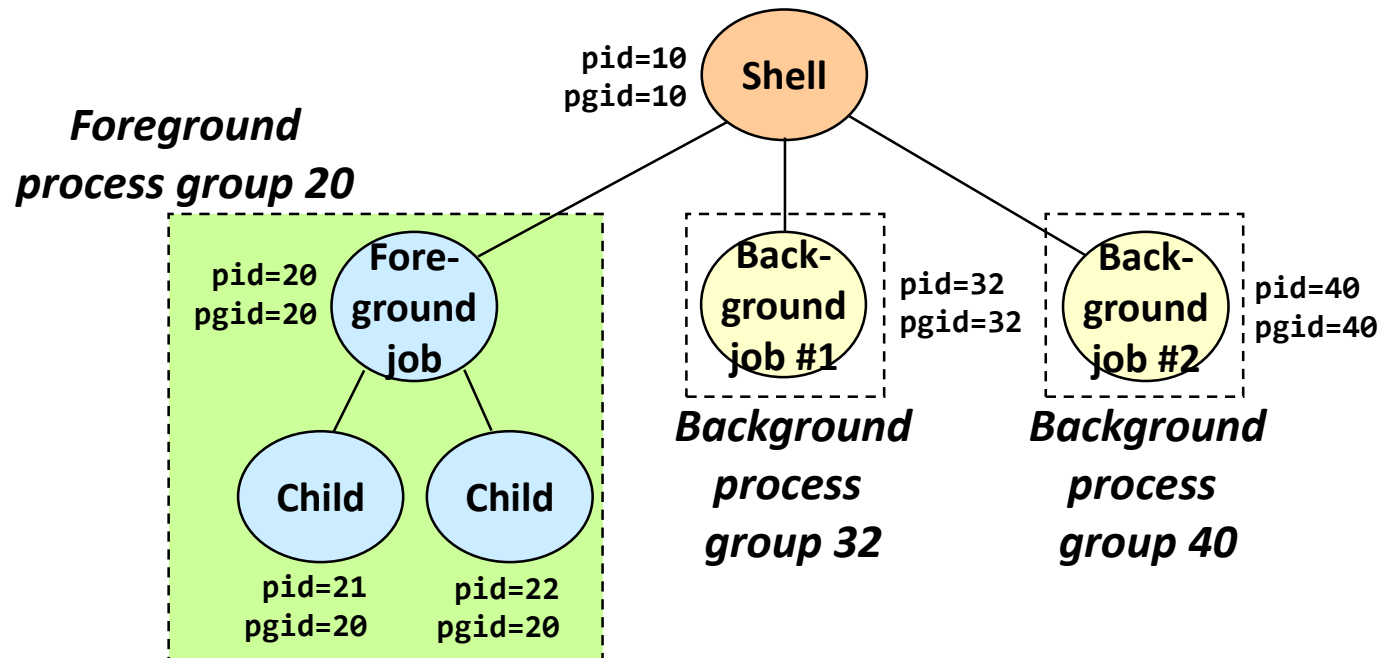 pid=10
pgid=10
Shell
Foreground
process group 20
pid=20
pgid=20
Fore-
ground
job
Back-
ground
job #1
pid=32
pgid=32
Back-
ground
job #2
pid=40
pgid=40
Child
Child
pid=21
pgid=20
pid=22
pgid=20
Background
process
group 32
Background
process
group 40